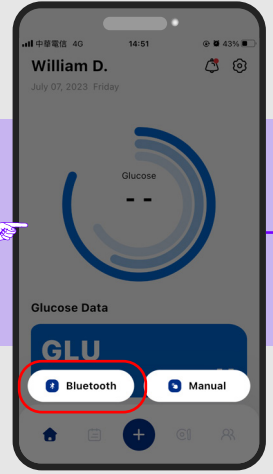 中華電信 4G 14:51 43%
William D.
July 07, 2023 Friday
Glucose
- -
Glucose Data
GLU
Bluetooth
Manual